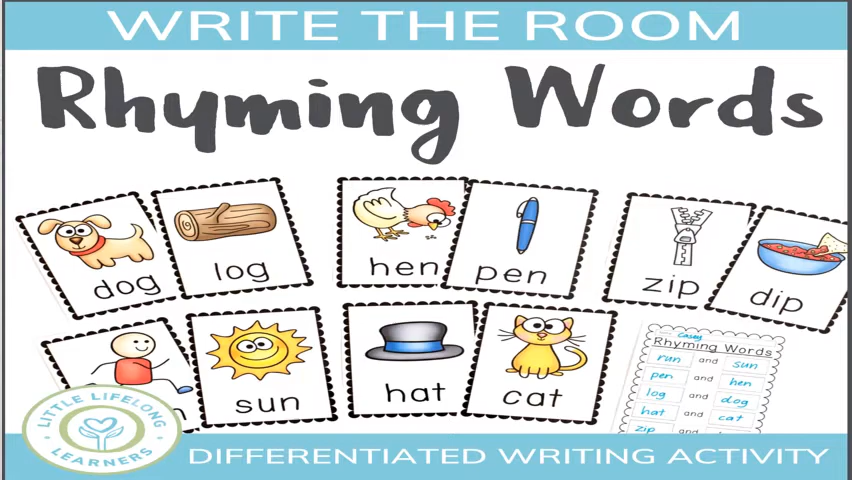 WRITE THE ROOM
Rhyming Words
dog
log
hen
pen
zip
dip
sun
hat
cat
Casey
Rhyming Words
run and sun
pen and hen
log and dog
hat and cat
zip and
LITTLE LIFELONG LEARNERS
DIFFERENTIATED WRITING ACTIVITY